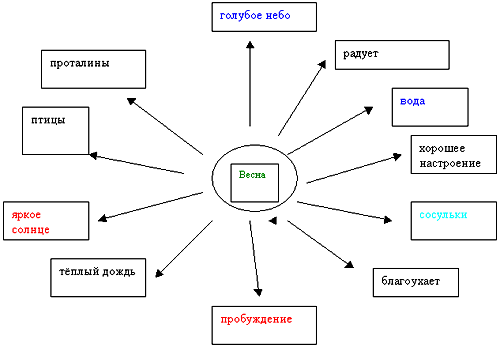 голубое небо
радует
проталины
вода
птицы
хорошее
настроение
Весна
яркое
солнце
сосульки
тёплый дождь
благоухает
пробуждение